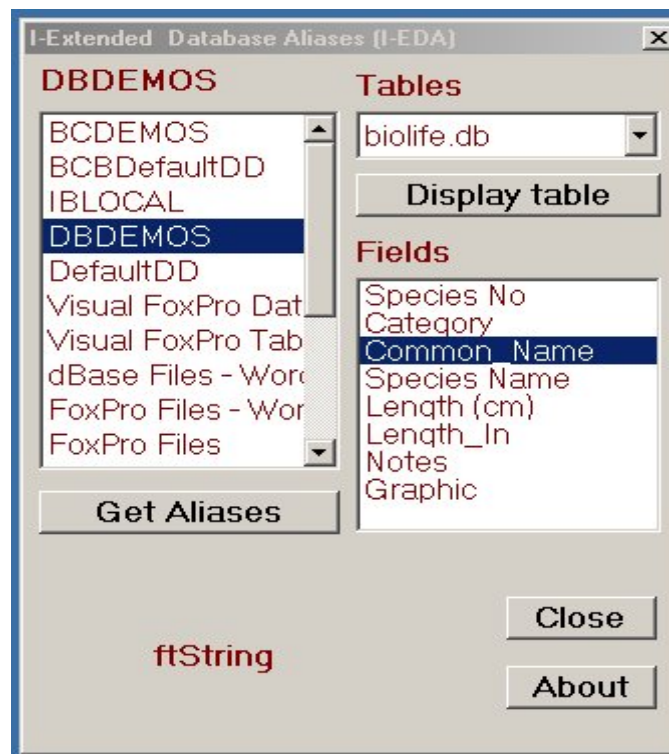 I-Extended Database Aliases (I-EDA)
DBDEMOS
BCDEMOS
BCBDefaultDD
IBLOCAL
DBDEMOS
DefaultDD
Visual FoxPro Dat
Visual FoxPro Tab
dBase Files - Word
FoxPro Files - Wor
FoxPro Files
Get Aliases
Tables
biolife.db
Display table
Fields
Species No
Category
Common_Name
Species Name
Length (cm)
Length_In
Notes
Graphic
ftString
Close
About